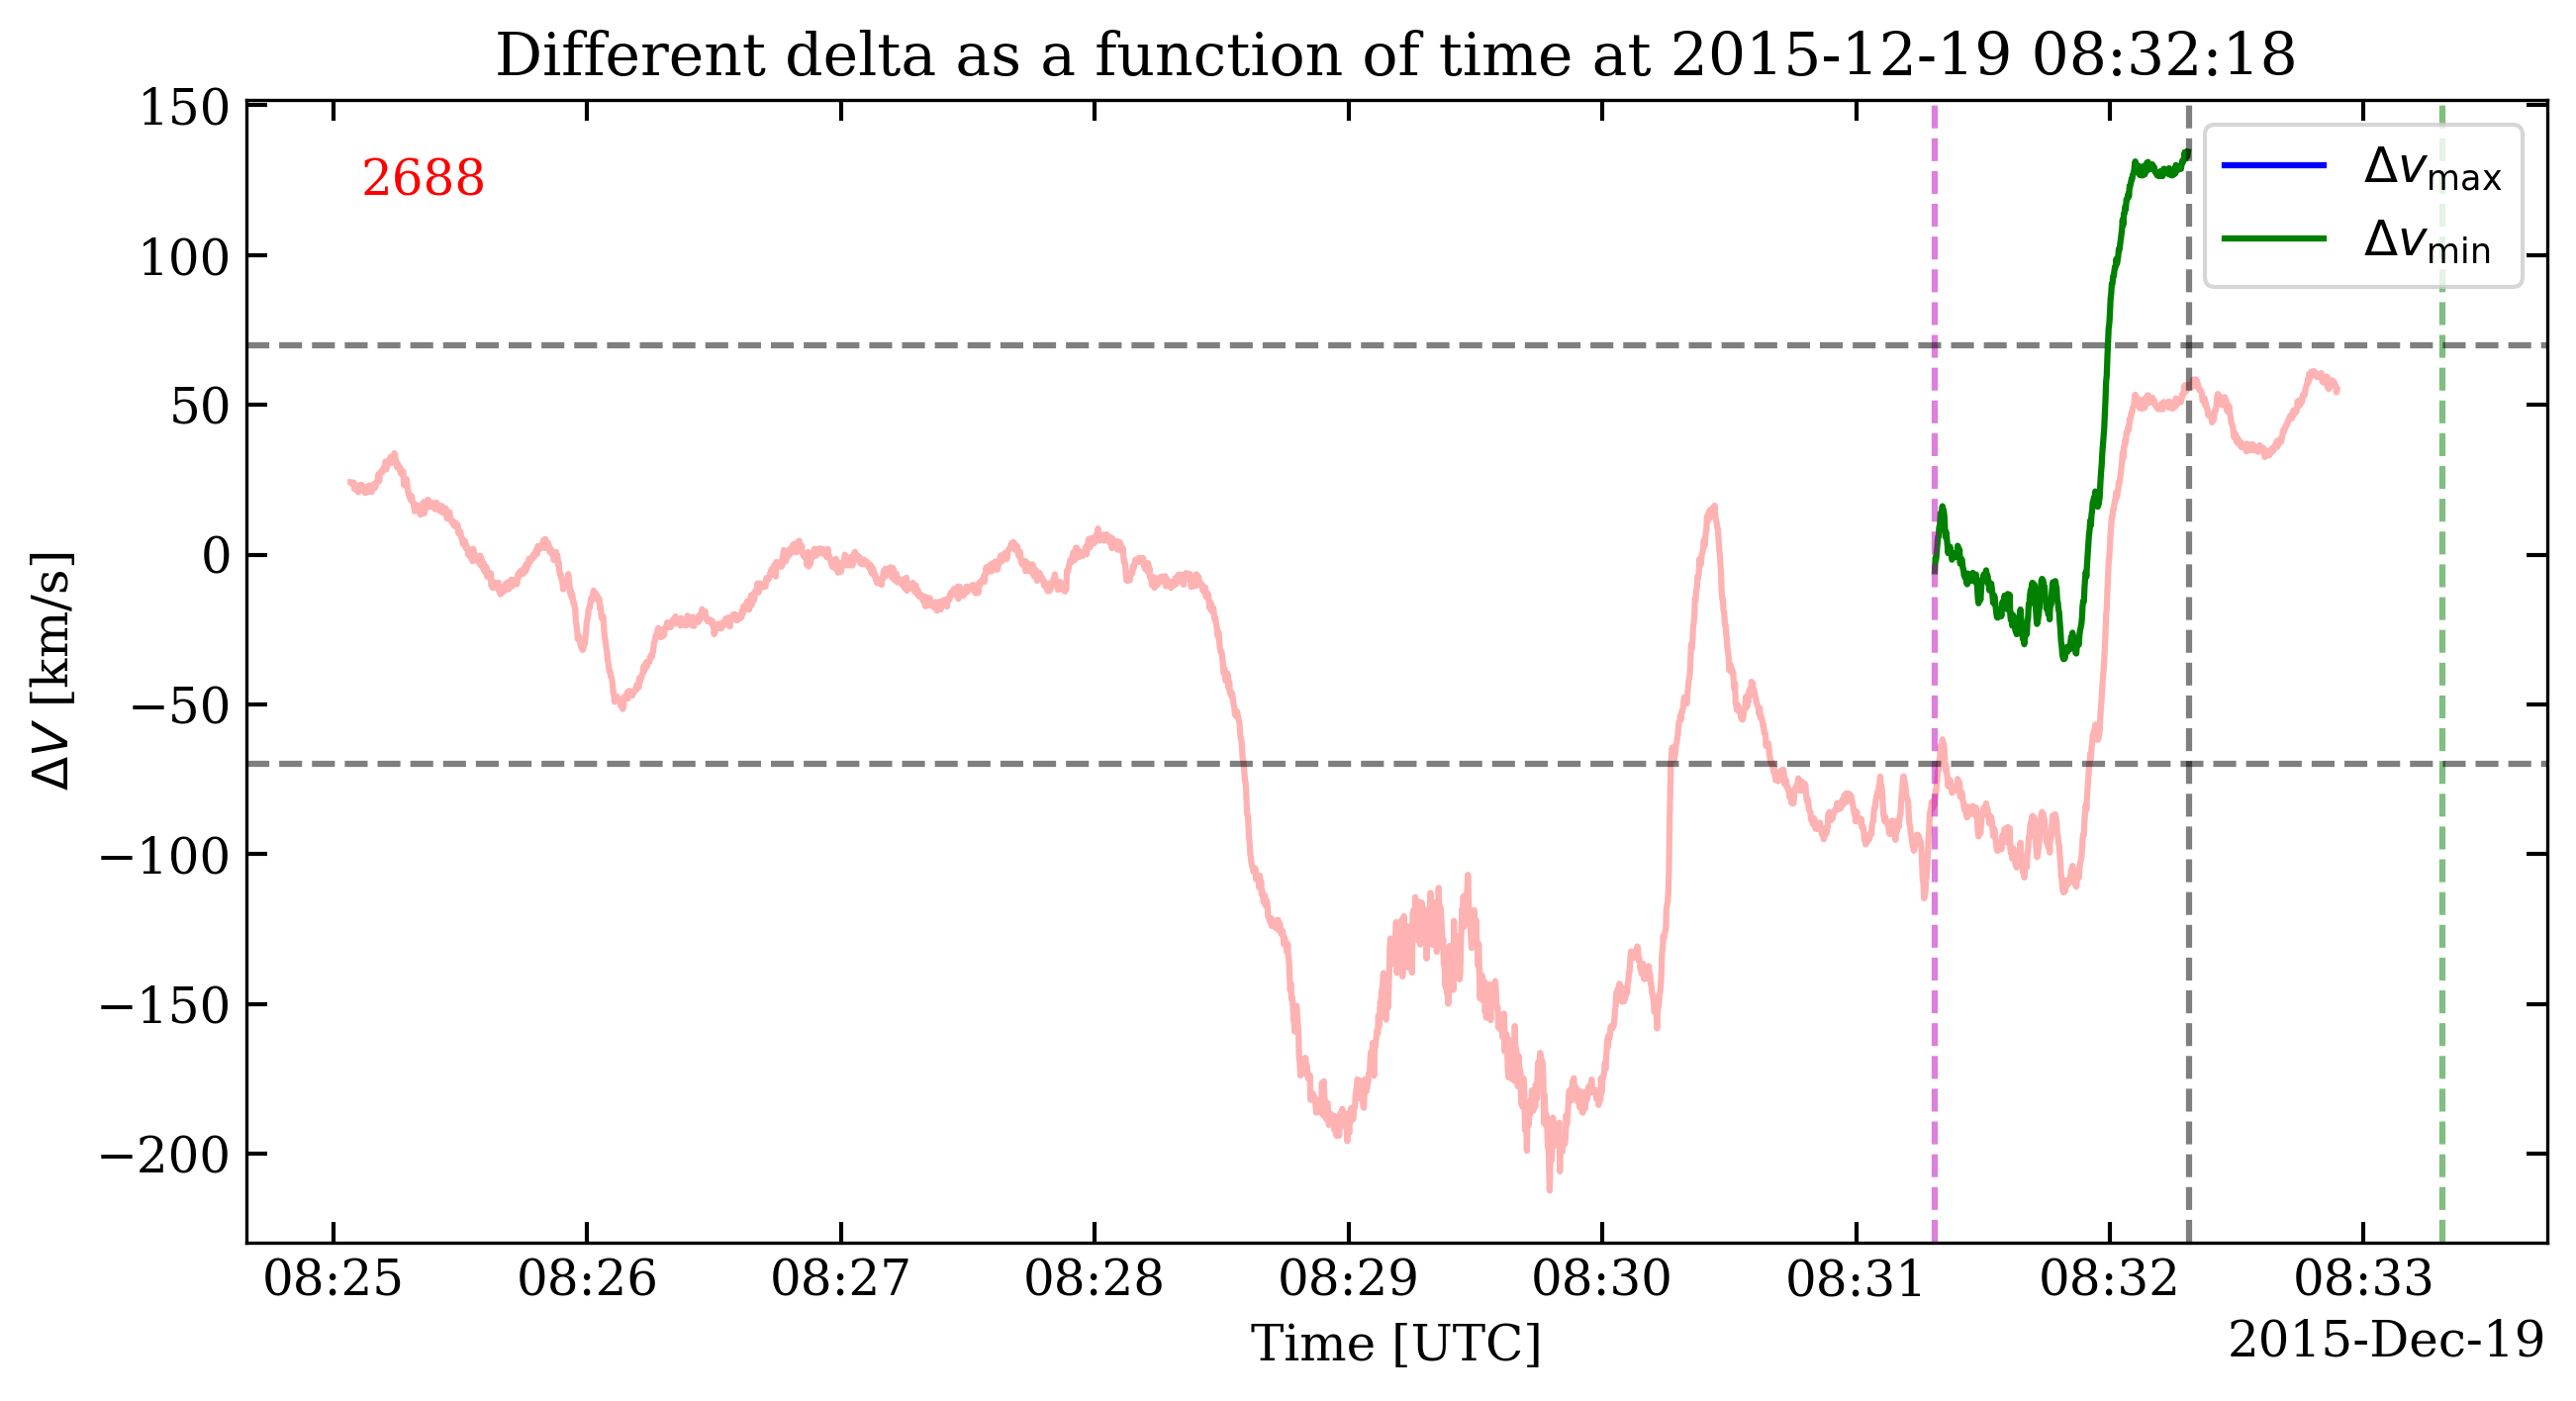 Different delta as a function of time at 2015-12-19 08:32:18
150
100
50
0
−50
−100
−150
−200
ΔV [km/s]
2688
Δv_max
Δv_min
08:25 08:26 08:27 08:28 08:29 08:30 08:31 08:32 08:33
Time [UTC]
2015-Dec-19